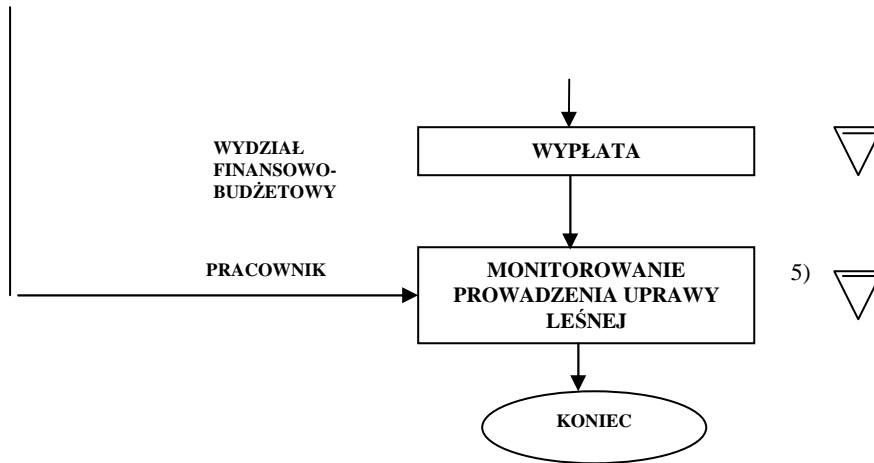 WYDZIAŁ
FINANSOWO-
BUDŻETOWY
WYPŁATA
PRACOWNIK
MONITOROWANIE
PROWADZENIA UPRAWY
LEŚNEJ
5)
KONIEC